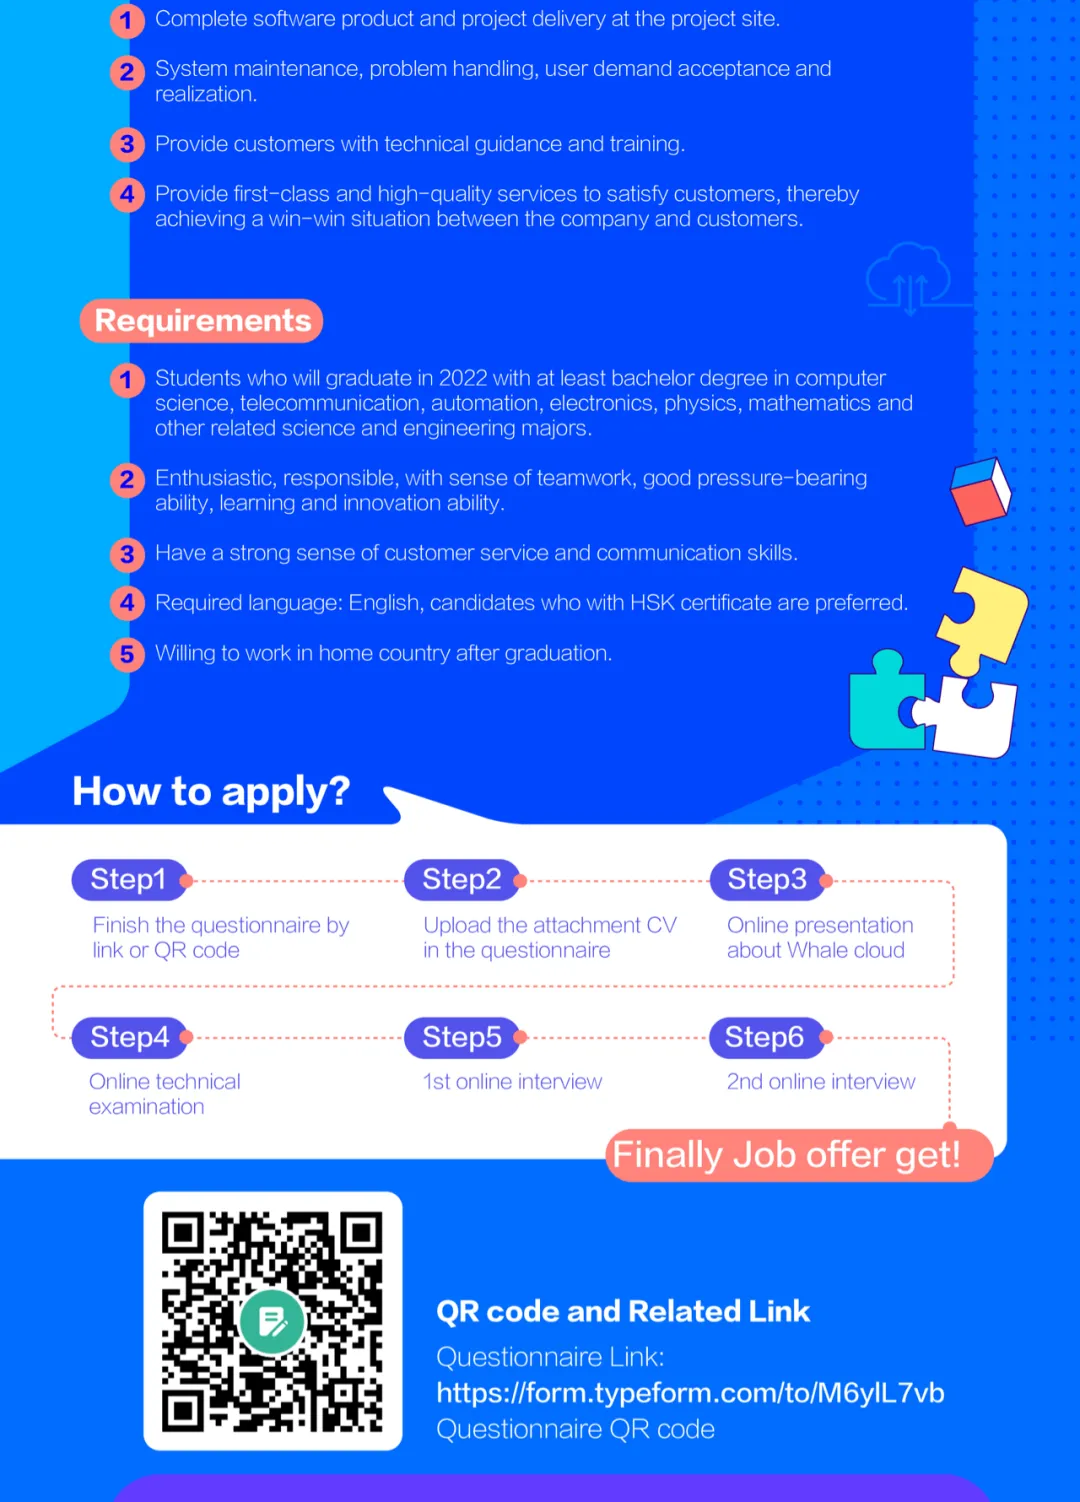 1 Complete software product and project delivery at the project site.
2 System maintenance, problem handling, user demand acceptance and
realization.
3 Provide customers with technical guidance and training.
4 Provide first-class and high-quality services to satisfy customers, thereby
achieving a win-win situation between the company and customers.
Requirements
1 Students who will graduate in 2022 with at least bachelor degree in computer
science, telecommunication, automation, electronics, physics, mathematics and
other related science and engineering majors.
2 Enthusiastic, responsible, with sense of teamwork, good pressure-bearing
ability, learning and innovation ability.
3 Have a strong sense of customer service and communication skills.
4 Required language: English, candidates who with HSK certificate are preferred.
5 Willing to work in home country after graduation.
How to apply?
Step1
Finish the questionnaire by
link or QR code
Step2
Upload the attachment CV
in the questionnaire
Step3
Online presentation
about Whale cloud
Step4
Online technical
examination
Step5
1st online interview
Step6
2nd online interview
Finally Job offer get!
QR code and Related Link
Questionnaire Link:
https://form.typeform.com/to/M6ylL7vb
Questionnaire QR code